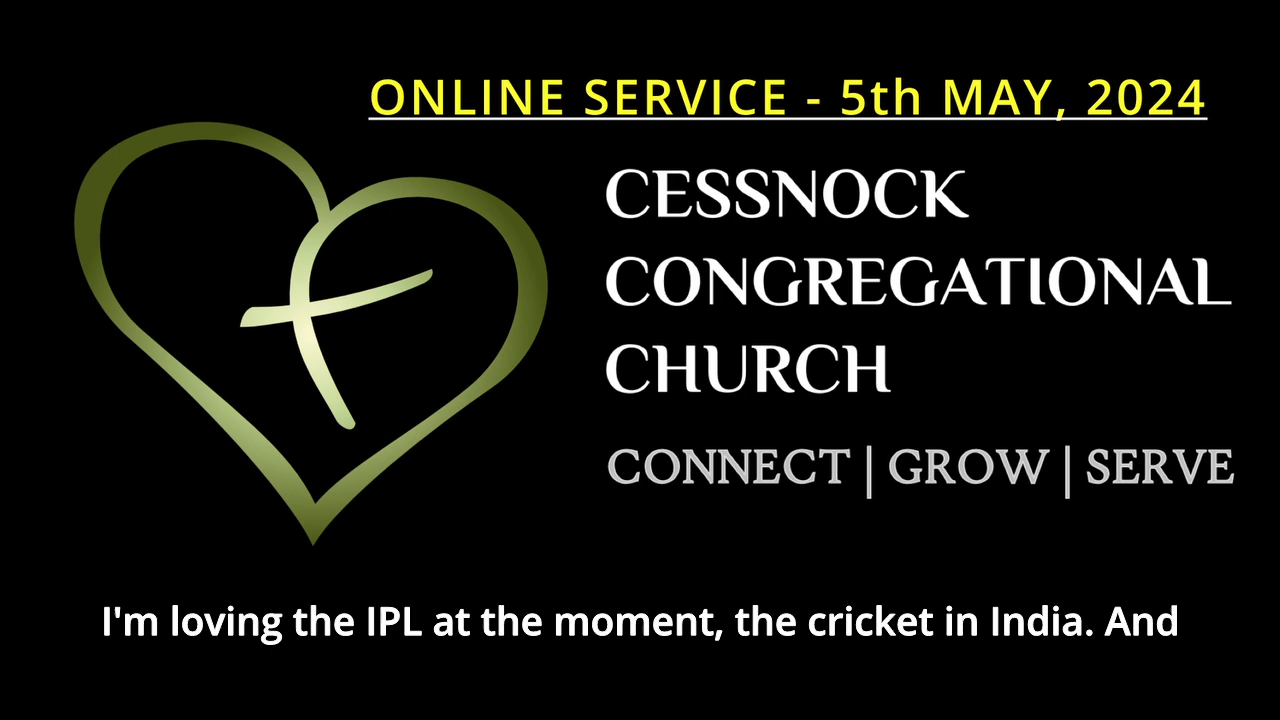 ONLINE SERVICE - 5th MAY, 2024
CESSNOCK
CONGREGATIONAL
CHURCH
CONNECT | GROW | SERVE
I'm loving the IPL at the moment, the cricket in India. And